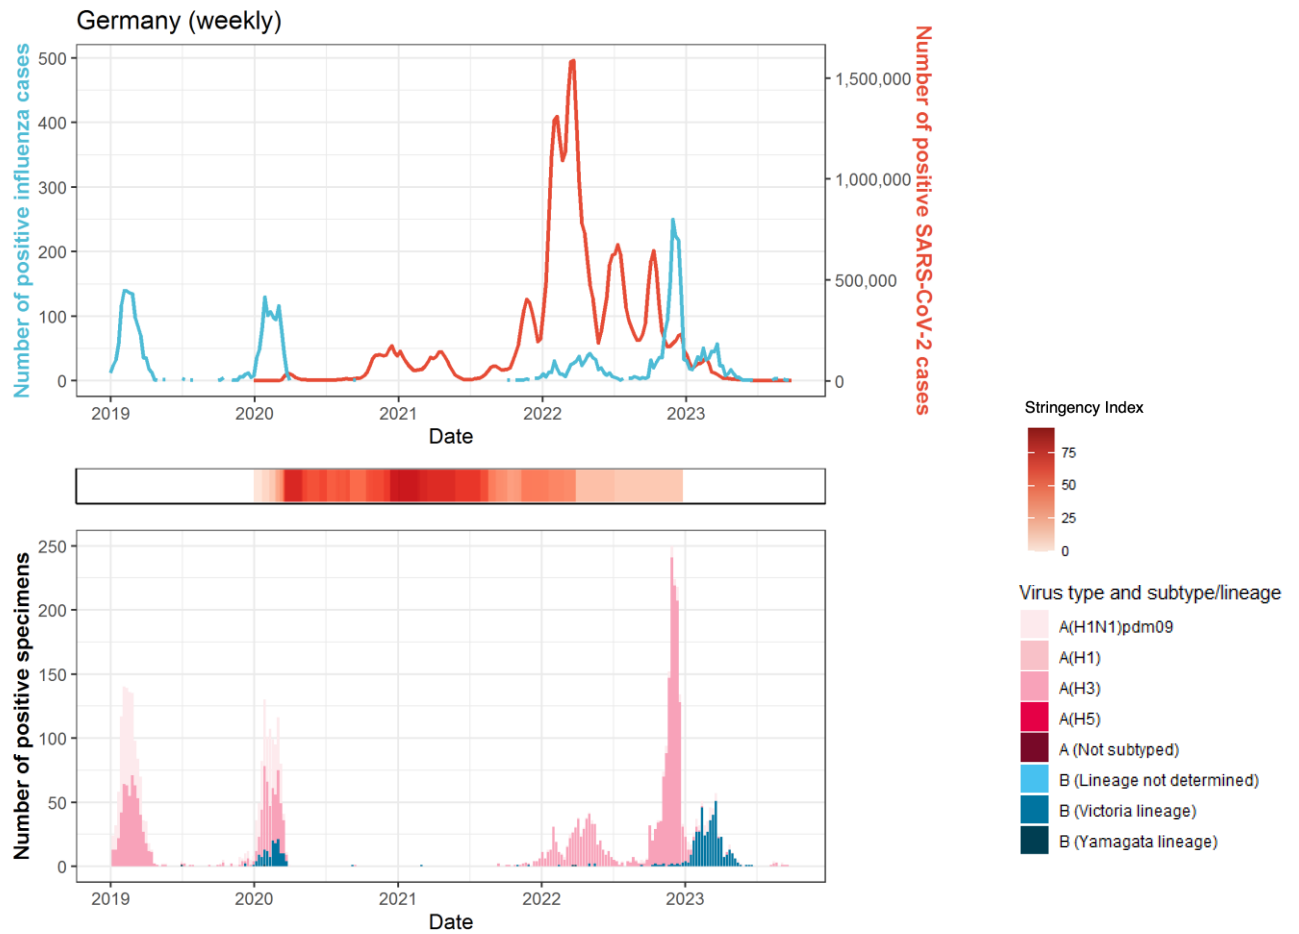 Germany (weekly)
Number of positive influenza cases
500
400
300
200
100
0
1,500,000
1,000,000
500,000
0
Number of positive SARS-CoV-2 cases
2019 2020 2021 2022 2023
Date
Stringency Index
75
50
25
0
Number of positive specimens
250
200
150
100
50
0
2019 2020 2021 2022 2023
Date
Virus type and subtype/lineage
A(H1N1)pdm09
A(H1)
A(H3)
A(H5)
A (Not subtyped)
B (Lineage not determined)
B (Victoria lineage)
B (Yamagata lineage)